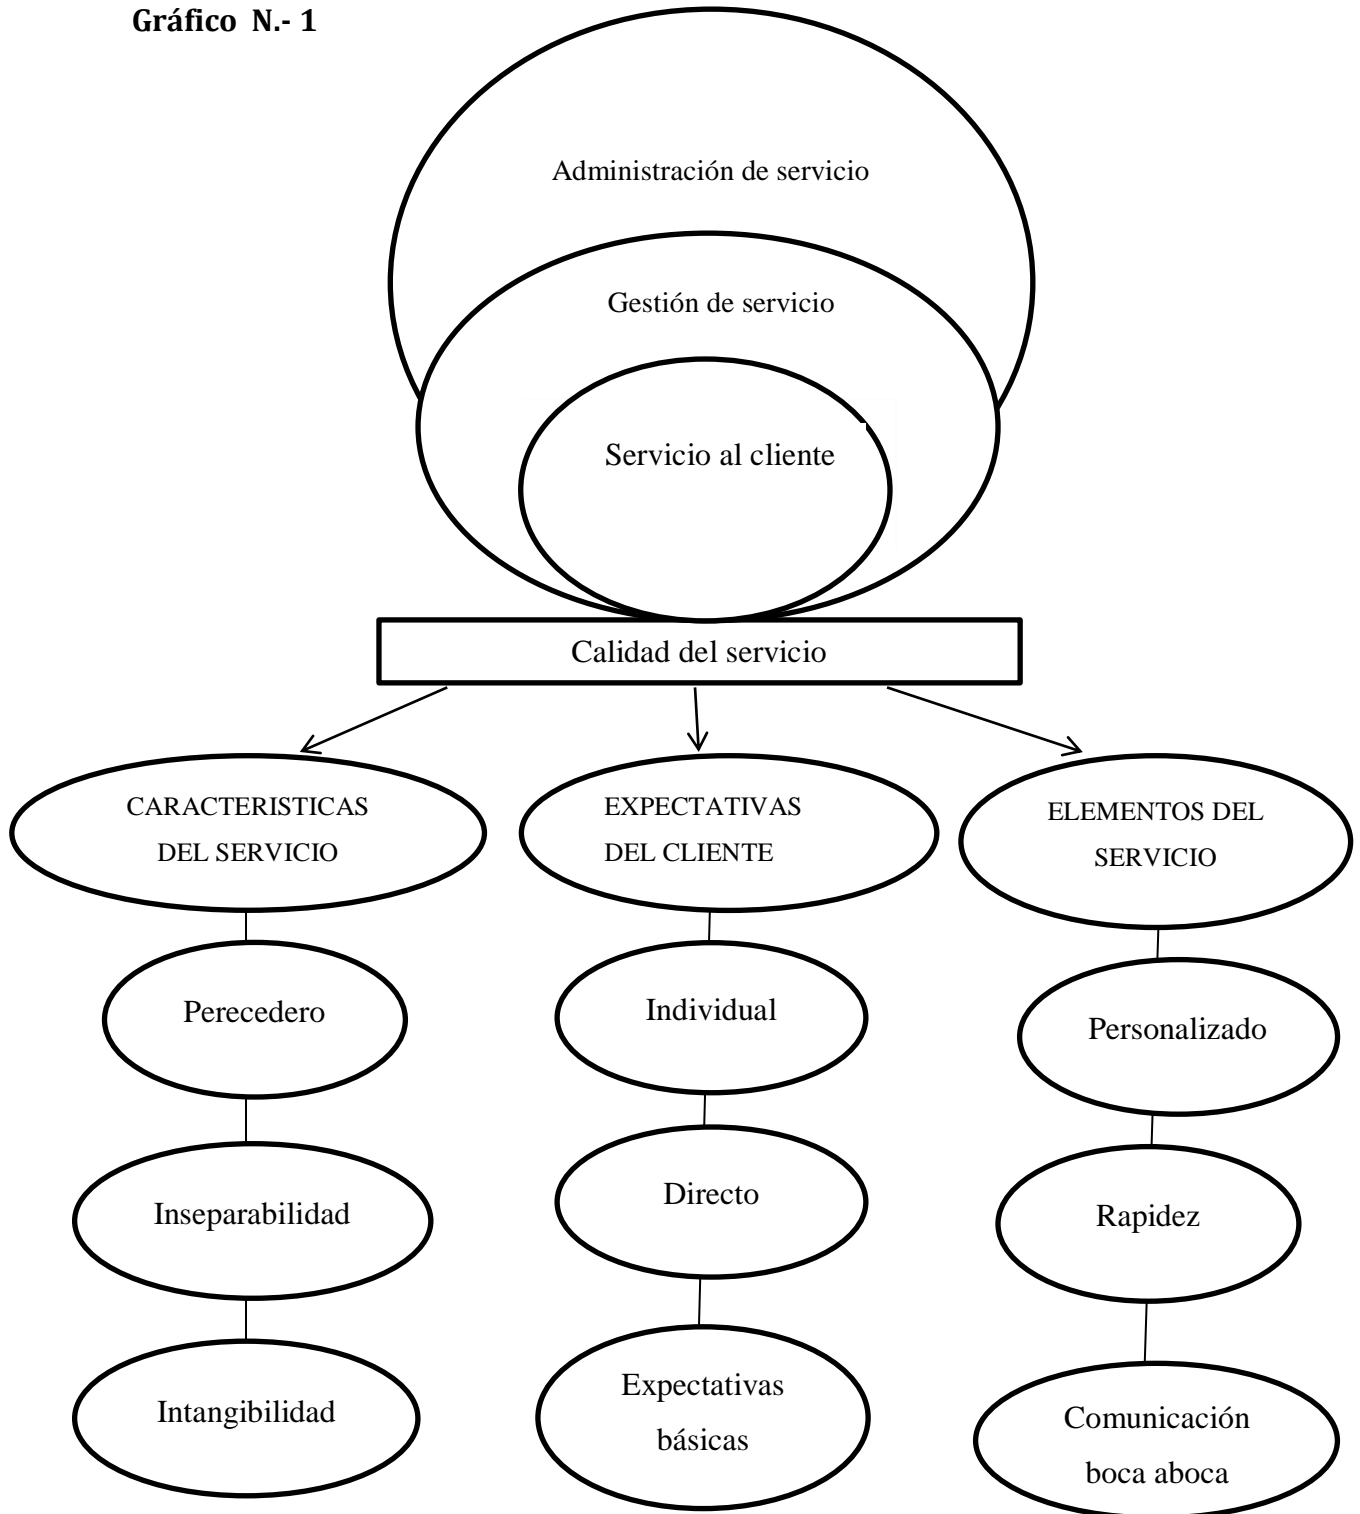 Gráfico N.- 1
Administración de servicio
Gestión de servicio
Servicio al cliente
Calidad del servicio
CARACTERISTICAS
DEL SERVICIO
EXPECTATIVAS
DEL CLIENTE
ELEMENTOS DEL
SERVICIO
Perecedero
Individual
Personalizado
Inseparabilidad
Directo
Rapidez
Intangibilidad
Expectativas
básicas
Comunicación
boca aboca